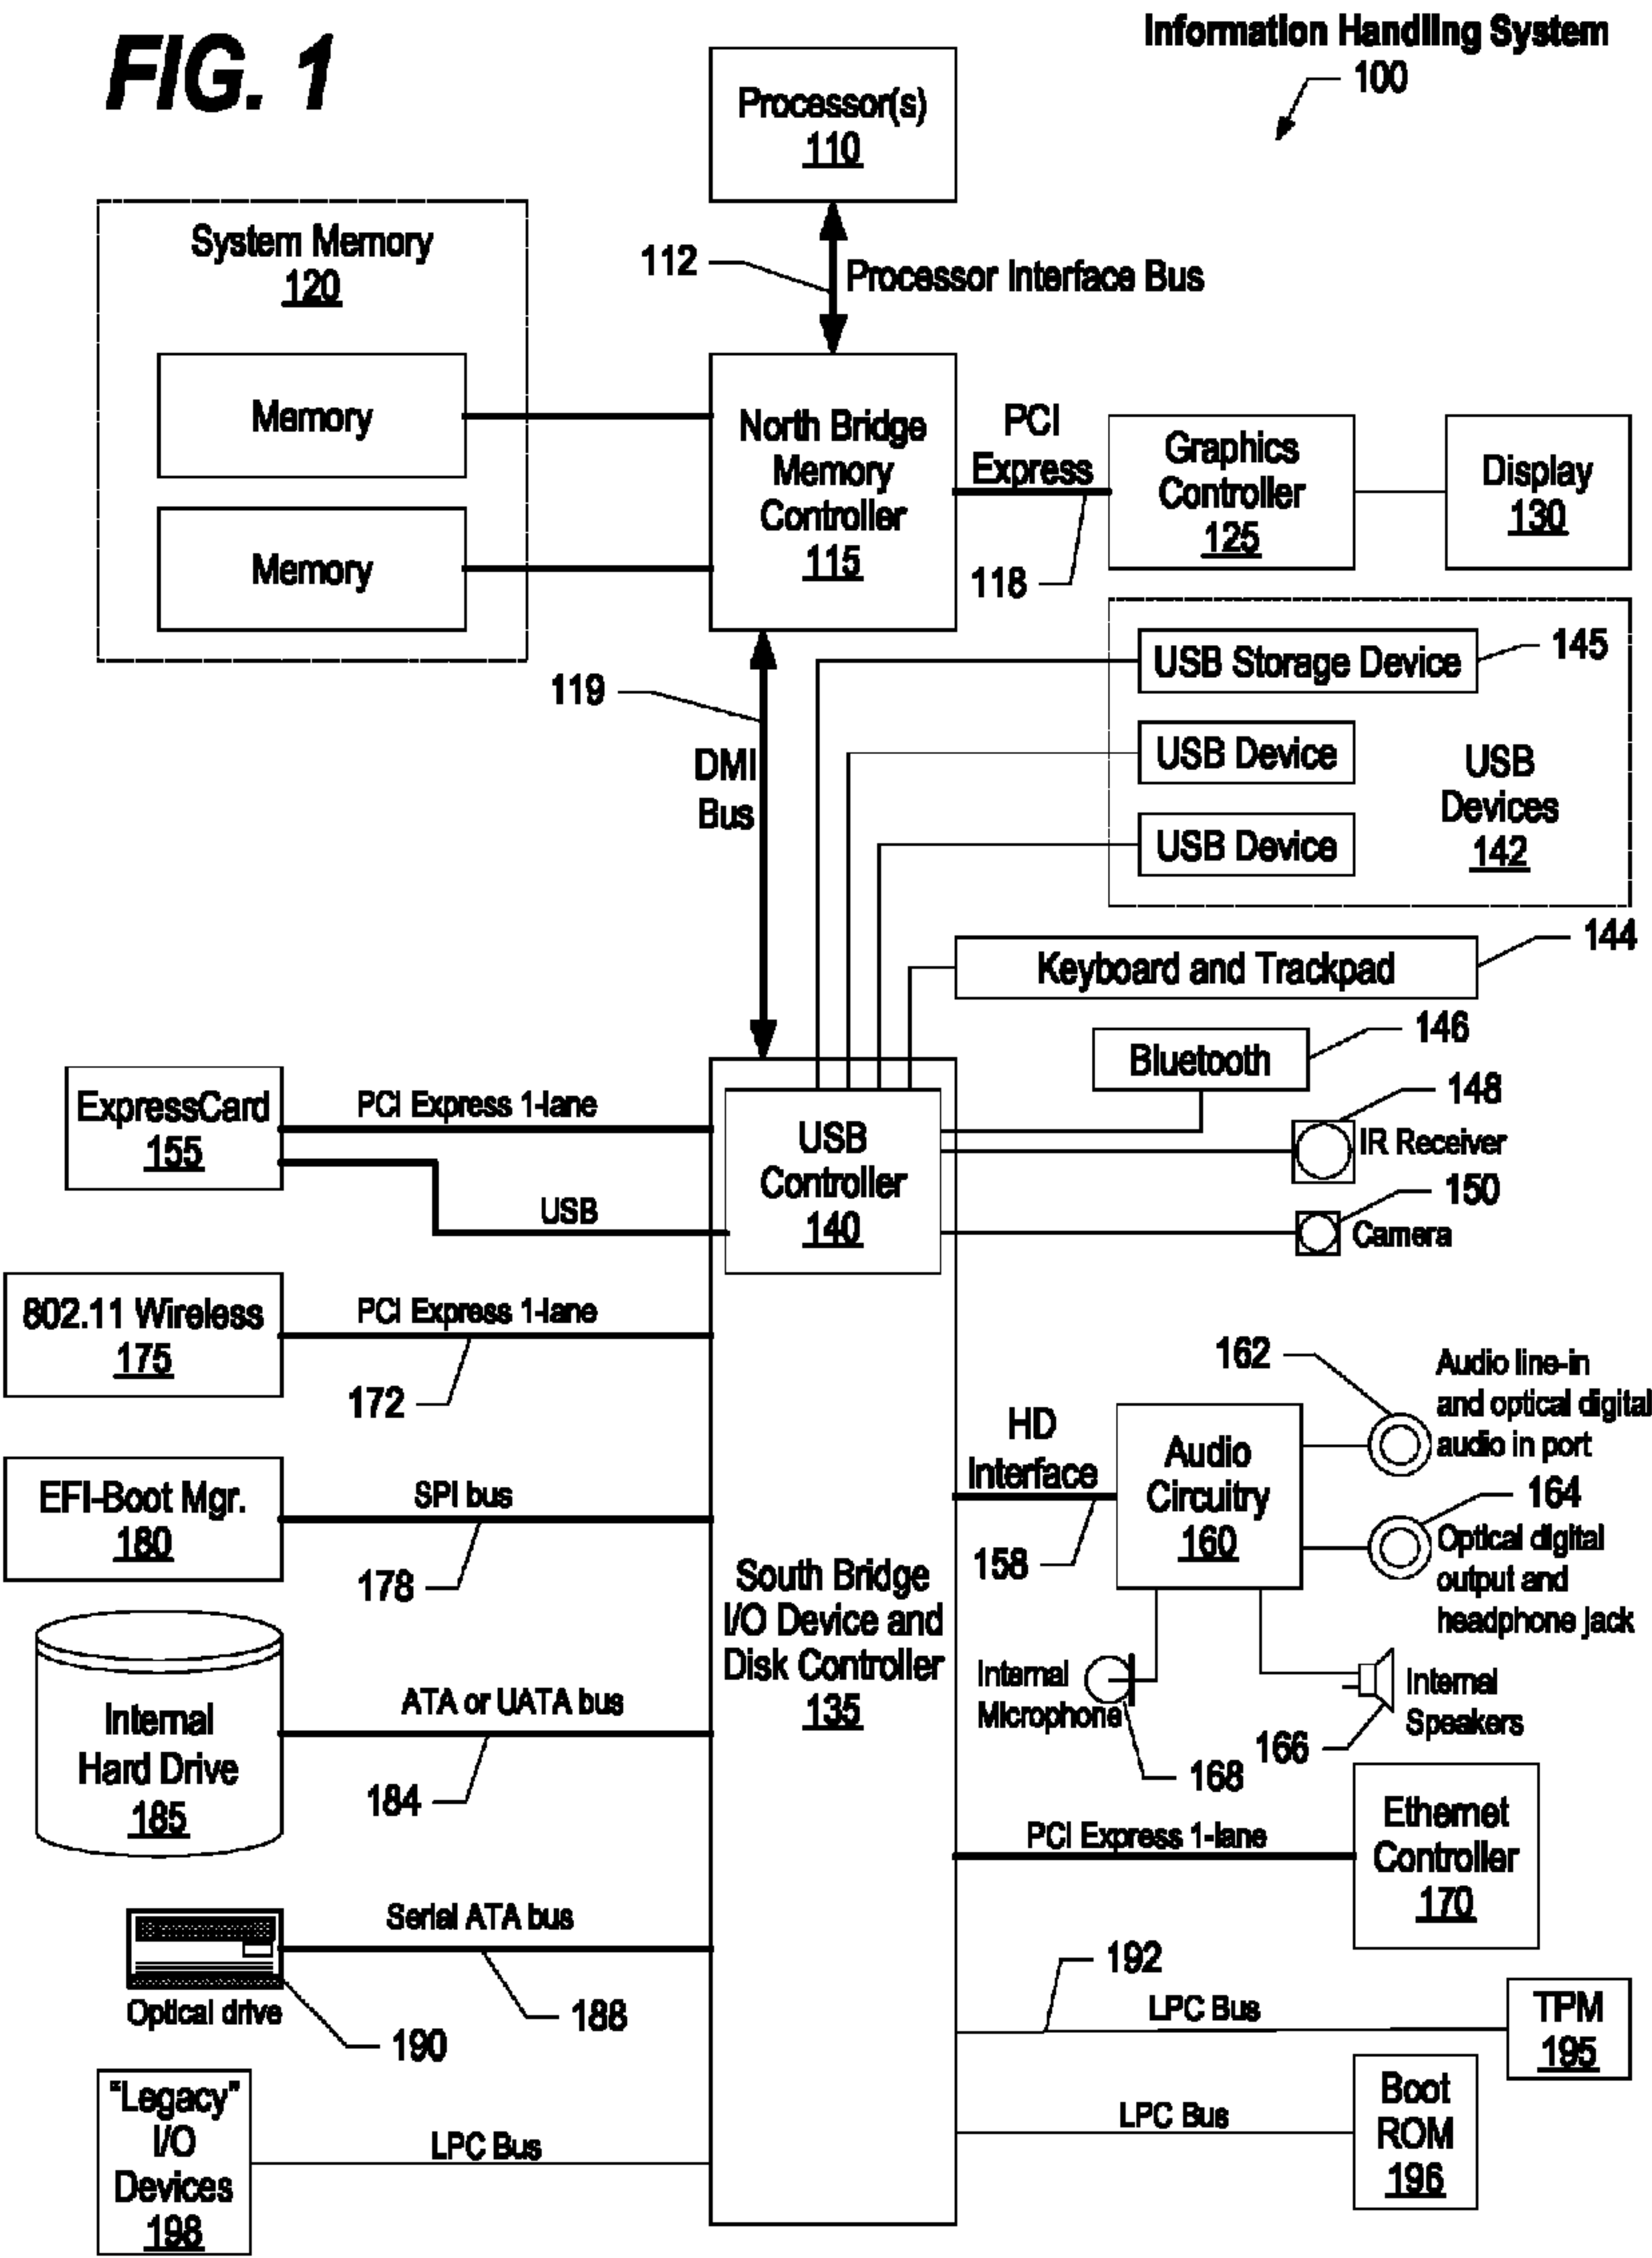 FIG. 1
Information Handling System
100
Processor(s)
110
System Memory
120
112
Processor Interface Bus
Memory
Memory
North Bridge
Memory
Controller
115
PCI
Express
118
Graphics
Controller
125
Display
130
119
DMI
Bus
USB Storage Device
145
USB Device
USB Device
USB
Devices
142
Keyboard and Trackpad
144
Bluetooth
146
148
IR Receiver
150
Camera
ExpressCard
155
PCI Express 1-lane
USB
USB
Controller
140
802.11 Wireless
175
PCI Express 1-lane
172
162
Audio line-in
and optical digital
audio in port
HD
Interface
158
Audio
Circuitry
160
164
Optical digital
output and
headphone jack
EFI-Boot Mgr.
180
SPI bus
178
South Bridge
I/O Device and
Disk Controller
135
Internal
Microphone
168
Internal
Speakers
166
Internal
Hard Drive
185
ATA or UATA bus
184
PCI Express 1-lane
Ethernet
Controller
170
Serial ATA bus
188
Optical drive
190
192
LPC Bus
TPM
195
"Legacy"
I/O
Devices
198
LPC Bus
LPC Bus
Boot
ROM
196